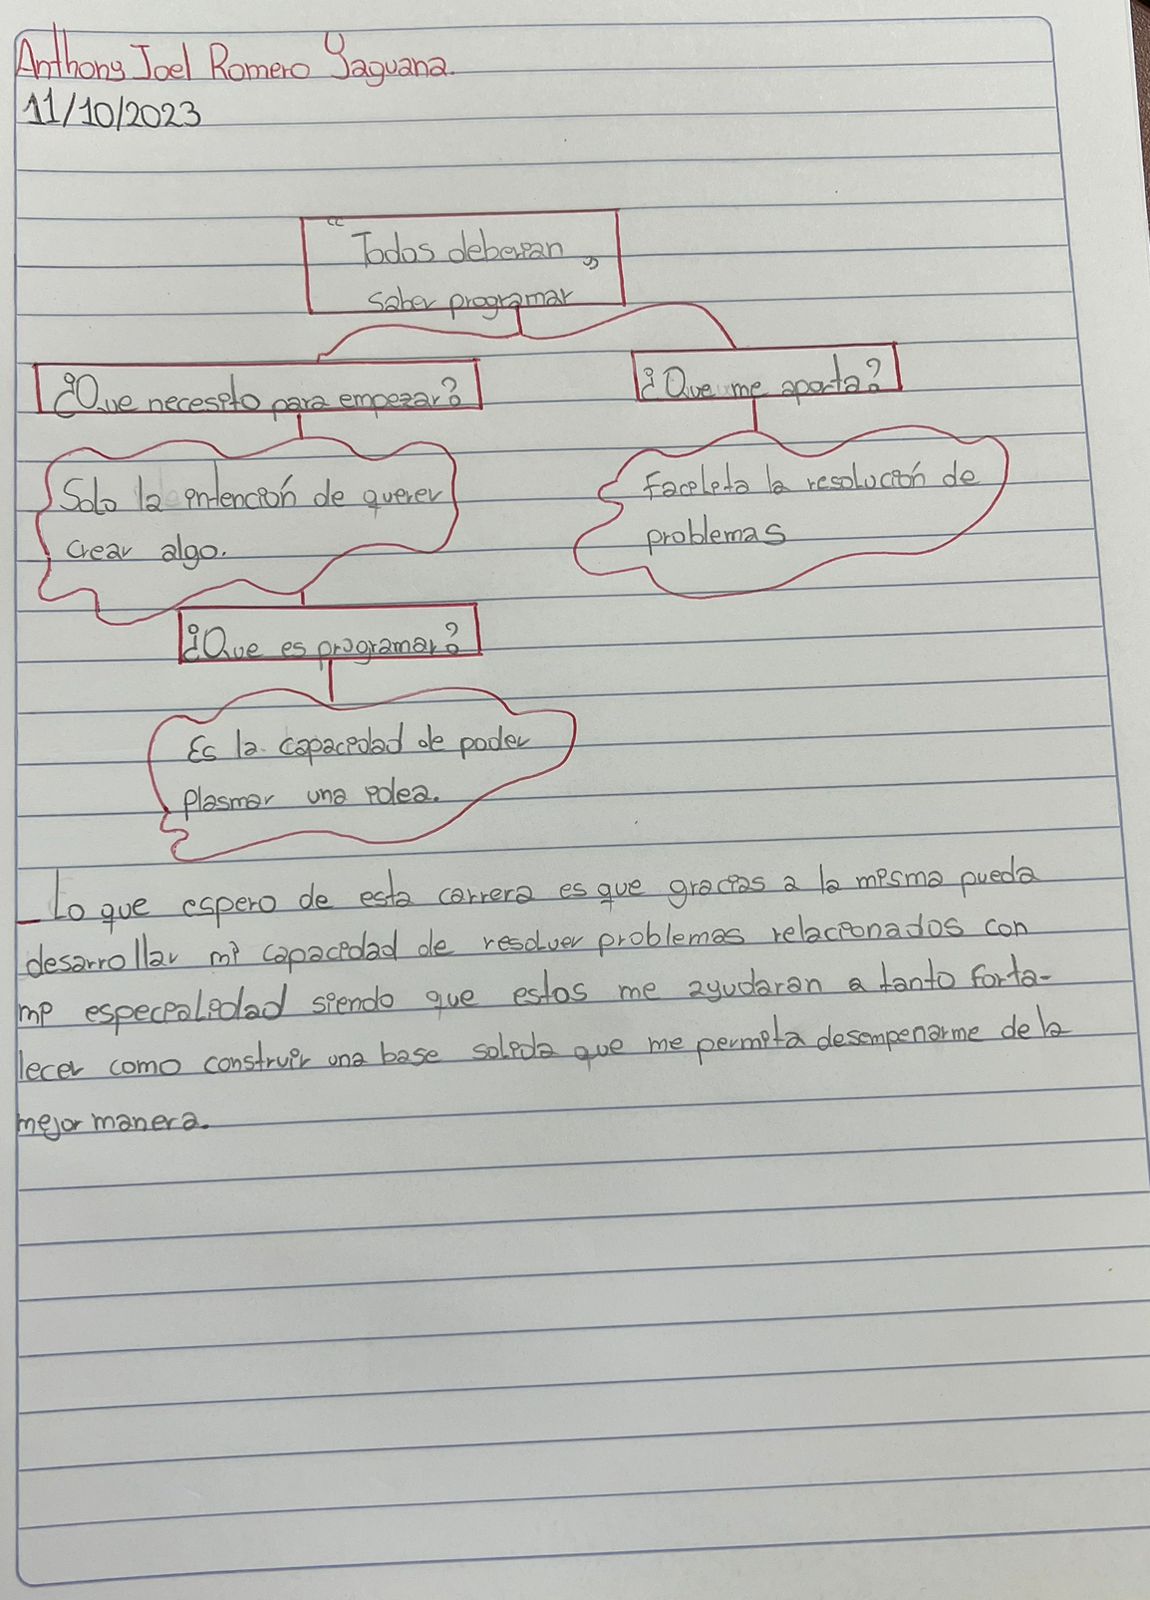 Anthony Joel Romero Yaguana.
11/10/2023
"Todos deberian
saber programar"
¿Que necesito para empezar?
¿Que me aporta?
Solo la intención de querer
crear algo.
Facilita la resolución de
problemas
¿Que es programar?
Es la capacidad de poder
plasmar una idea.
_ Lo que espero de esta carrera es que gracias a la misma pueda
desarrollar mi capacidad de resolver problemas relacionados con
mi especialidad siendo que estos me ayudaran a tanto forta-
lecer como construir una base solida que me permita desempenarme de la
mejor manera.